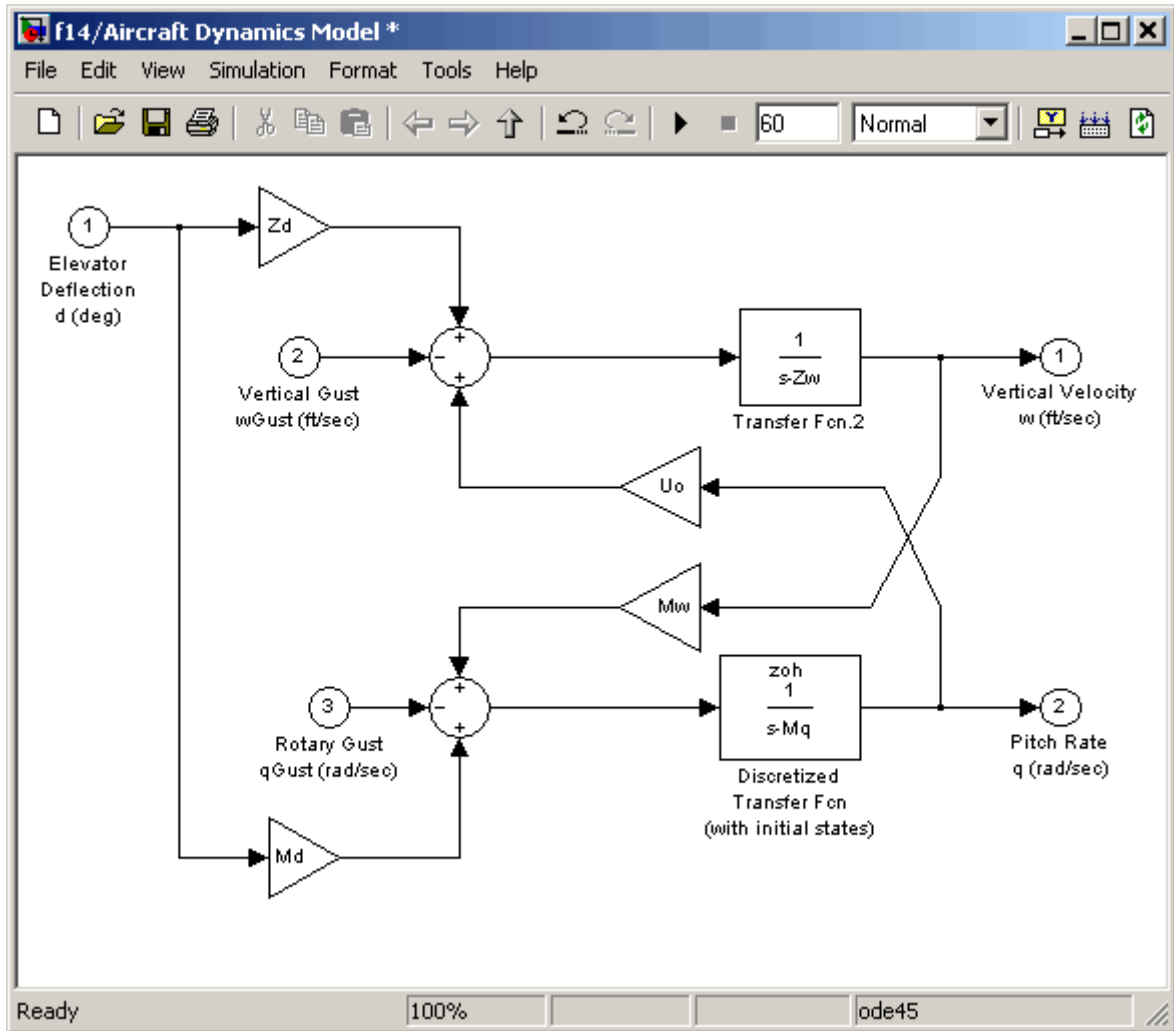 f14/Aircraft Dynamics Model *
File Edit View Simulation Format Tools Help
60 Normal
1
Elevator
Deflection
d (deg)
Zd
+
-
+
2
Vertical Gust
wGust (ft/sec)
1
s-Zw
Transfer Fcn.2
1
Vertical Velocity
w (ft/sec)
Uo
Mw
+
-
+
3
Rotary Gust
qGust (rad/sec)
zoh
1
s-Mq
Discretized
Transfer Fcn
(with initial states)
2
Pitch Rate
q (rad/sec)
Md
Ready 100% ode45